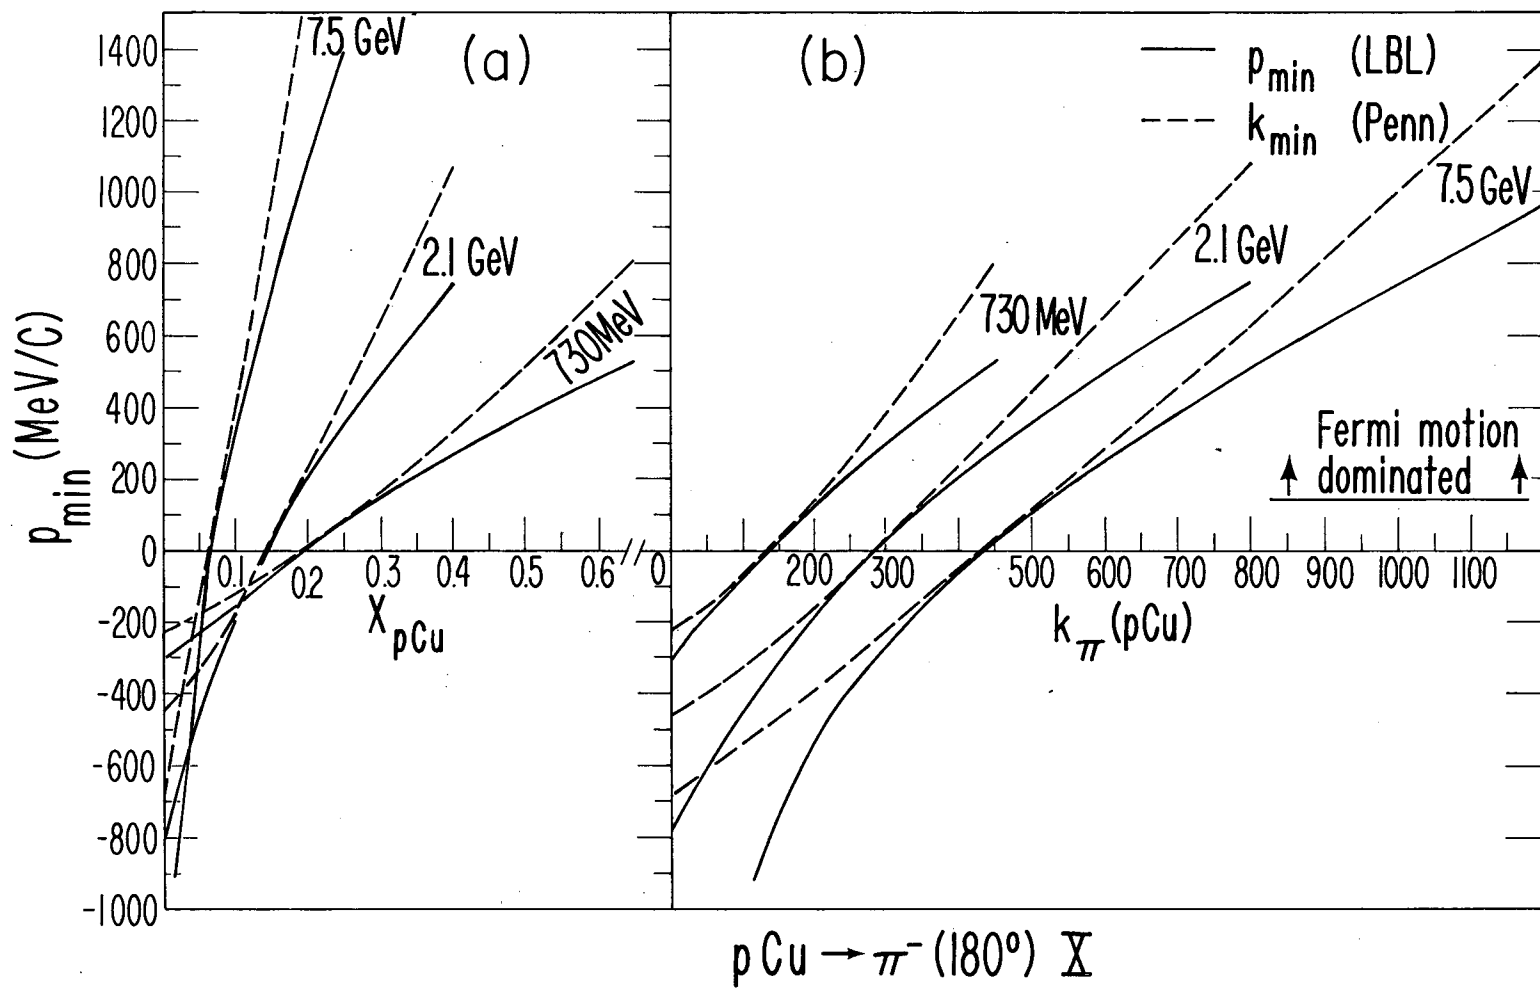 1400
1200
1000
800
600
400
200
0
-200
-400
-600
-800
-1000
p_min (MeV/C)
7.5 GeV
(a)
2.1 GeV
730MeV
0.1 0.2 0.3 0.4 0.5 0.6 //
X_pCu
(b)
p_min (LBL)
k_min (Penn)
7.5 GeV
2.1 GeV
730 MeV
Fermi motion
dominated
0 200 300 400 500 600 700 800 900 1000 1100
k_π (pCu)
p Cu → π⁻ (180º) X